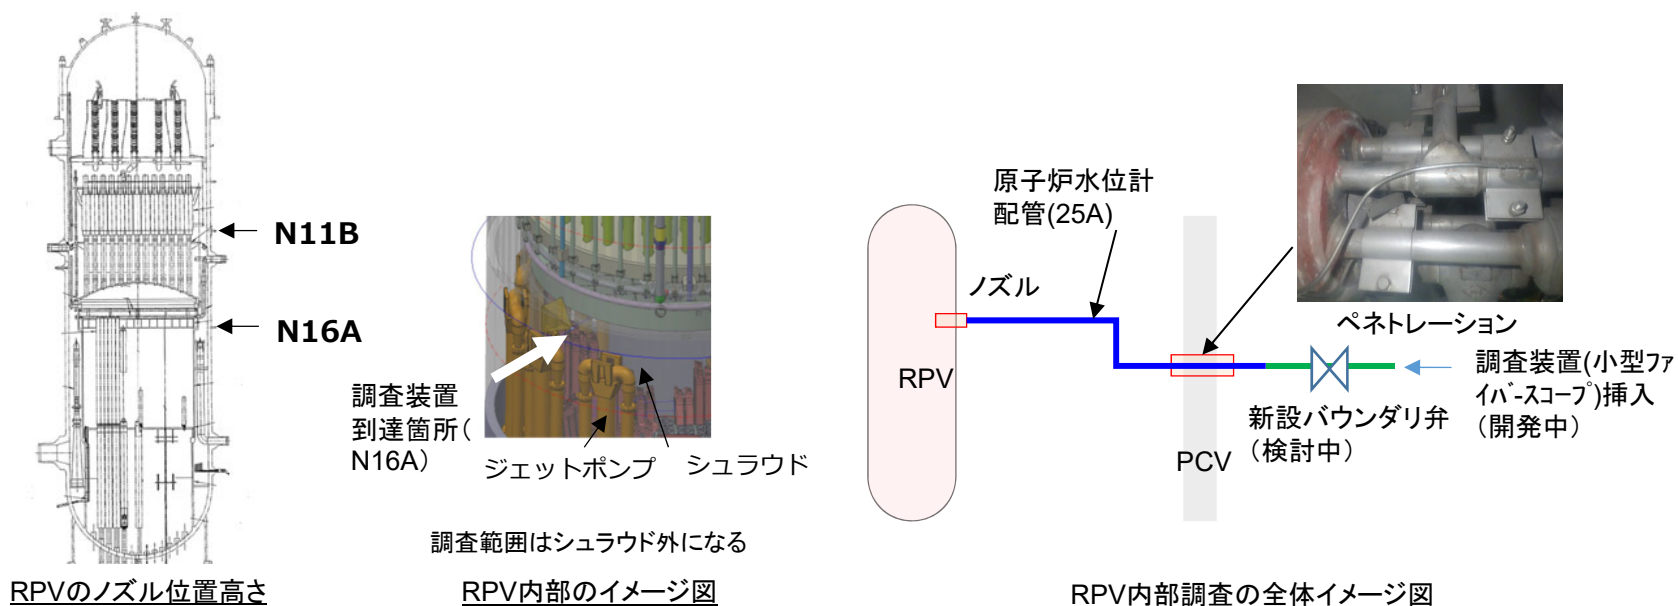 N11B
N16A
RPVのノズル位置高さ
調査装置
到達箇所(
N16A)
ジェットポンプ
シュラウド
調査範囲はシュラウド外になる
RPV内部のイメージ図
原子炉水位計
配管(25A)
ノズル
RPV
PCV
ペネトレーション
新設バウンダリ弁
(検討中)
調査装置(小型ファ
イバースコープ)挿入
(開発中)
RPV内部調査の全体イメージ図